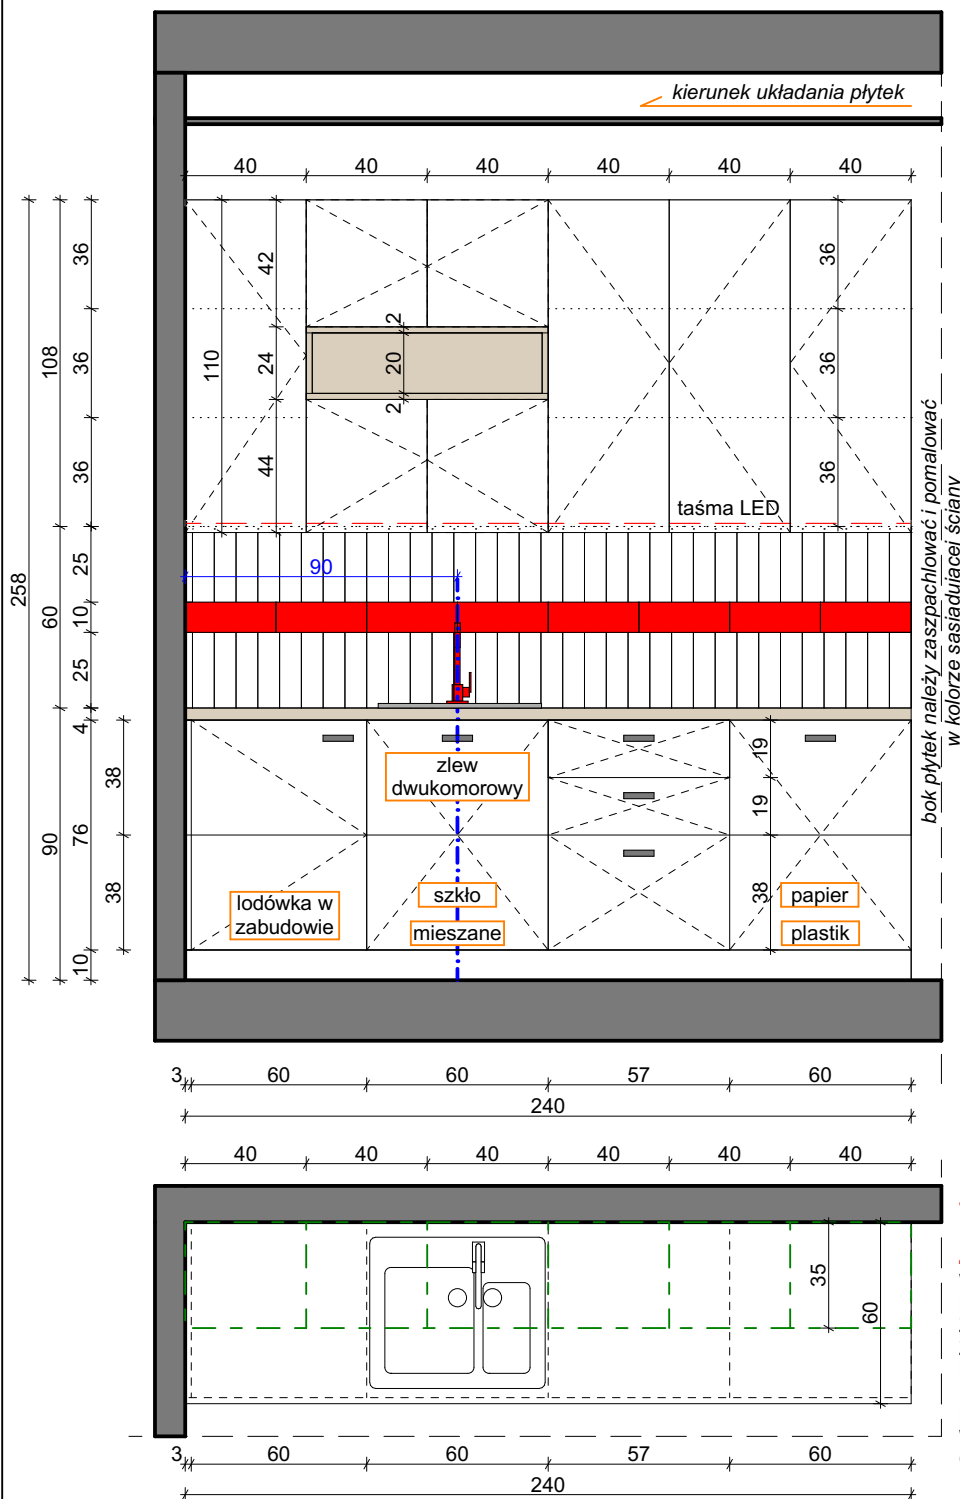 kierunek układania płytek
40 40 40 40 40 40
36
42
36
2
108
36
110
24
20
36
2
36
44
36
taśma LED
90
258
25
60
10
25
4
19
38
zlew
dwukomorowy
19
90
76
38
38
lodówka w
zabudowie
szkło
mieszane
papier
plastik
10
bok płytek należy zaszpachlować i pomalować
w kolorze sąsiadującej ściany
3 60 60 57 60
240
40 40 40 40 40 40
35
60
3 60 60 57 60
240